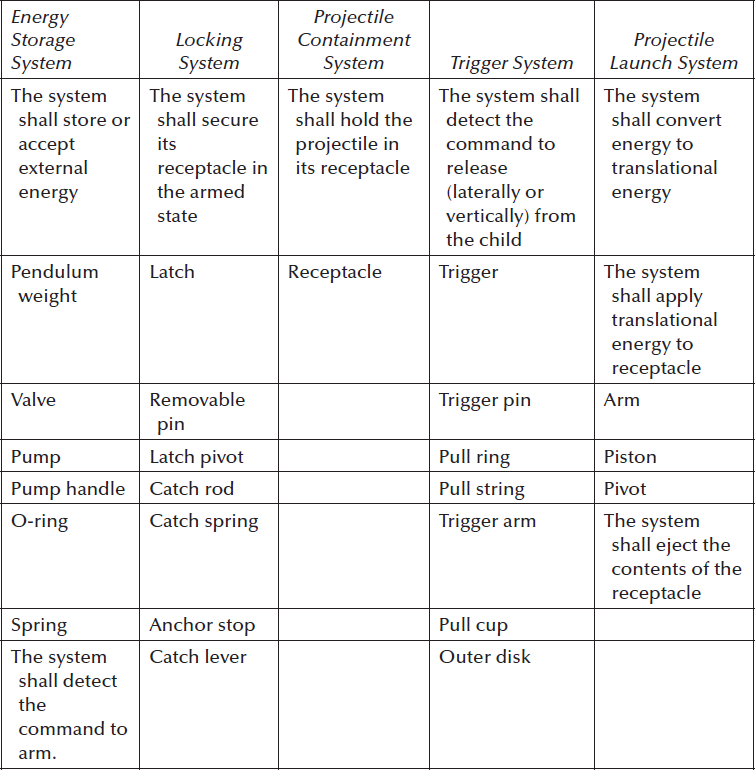 Energy
Storage
System
Locking
System
Projectile
Containment
System
Trigger System
Projectile
Launch System
The system
shall store or
accept
external
energy
The system
shall secure
its
receptacle in
the armed
state
The system
shall hold the
projectile in
its receptacle
The system shall
detect the
command to
release
(laterally or
vertically) from
the child
The system
shall convert
energy to
translational
energy
Pendulum
weight
Latch
Receptacle
Trigger
The system
shall apply
translational
energy to
receptacle
Valve
Removable
pin
Trigger pin
Arm
Pump
Latch pivot
Pull ring
Piston
Pump handle
Catch rod
Pull string
Pivot
O-ring
Catch spring
Trigger arm
The system
shall eject the
contents of the
receptacle
Spring
Anchor stop
Pull cup
The system
shall detect
the
command to
arm.
Catch lever
Outer disk